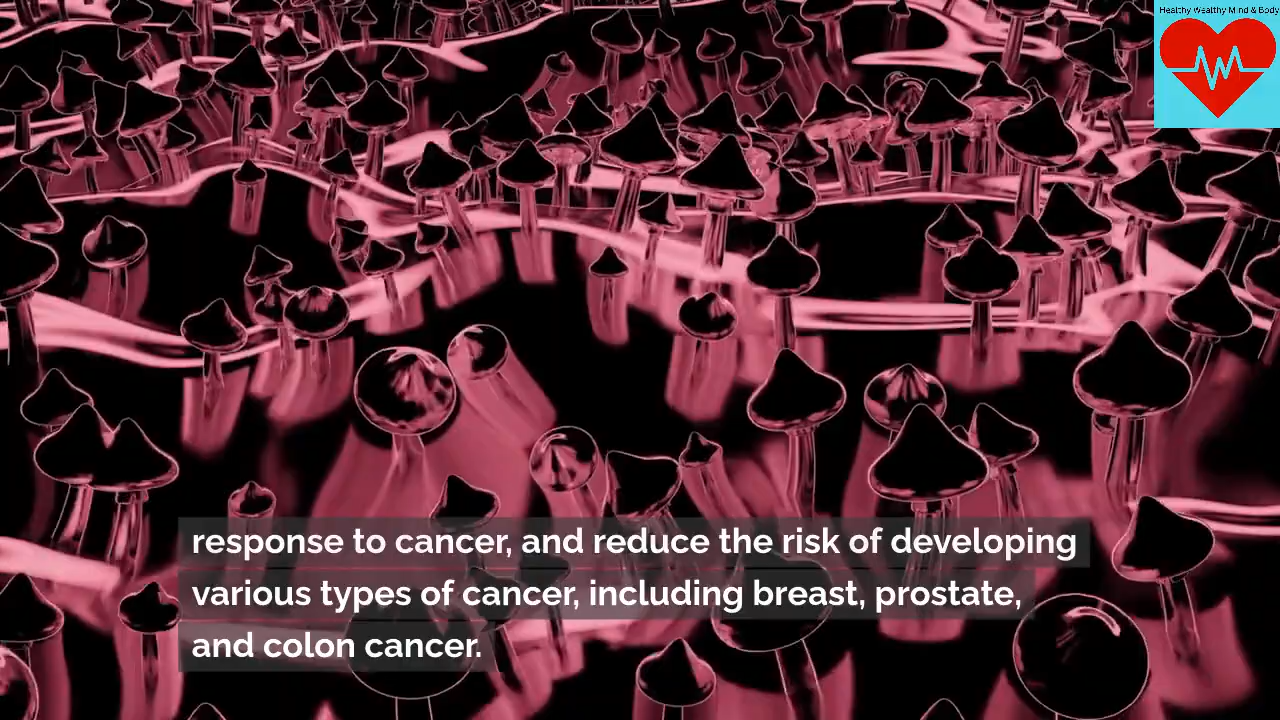 Healthy Wealthy Mind & Body
response to cancer, and reduce the risk of developing
various types of cancer, including breast, prostate,
and colon cancer.